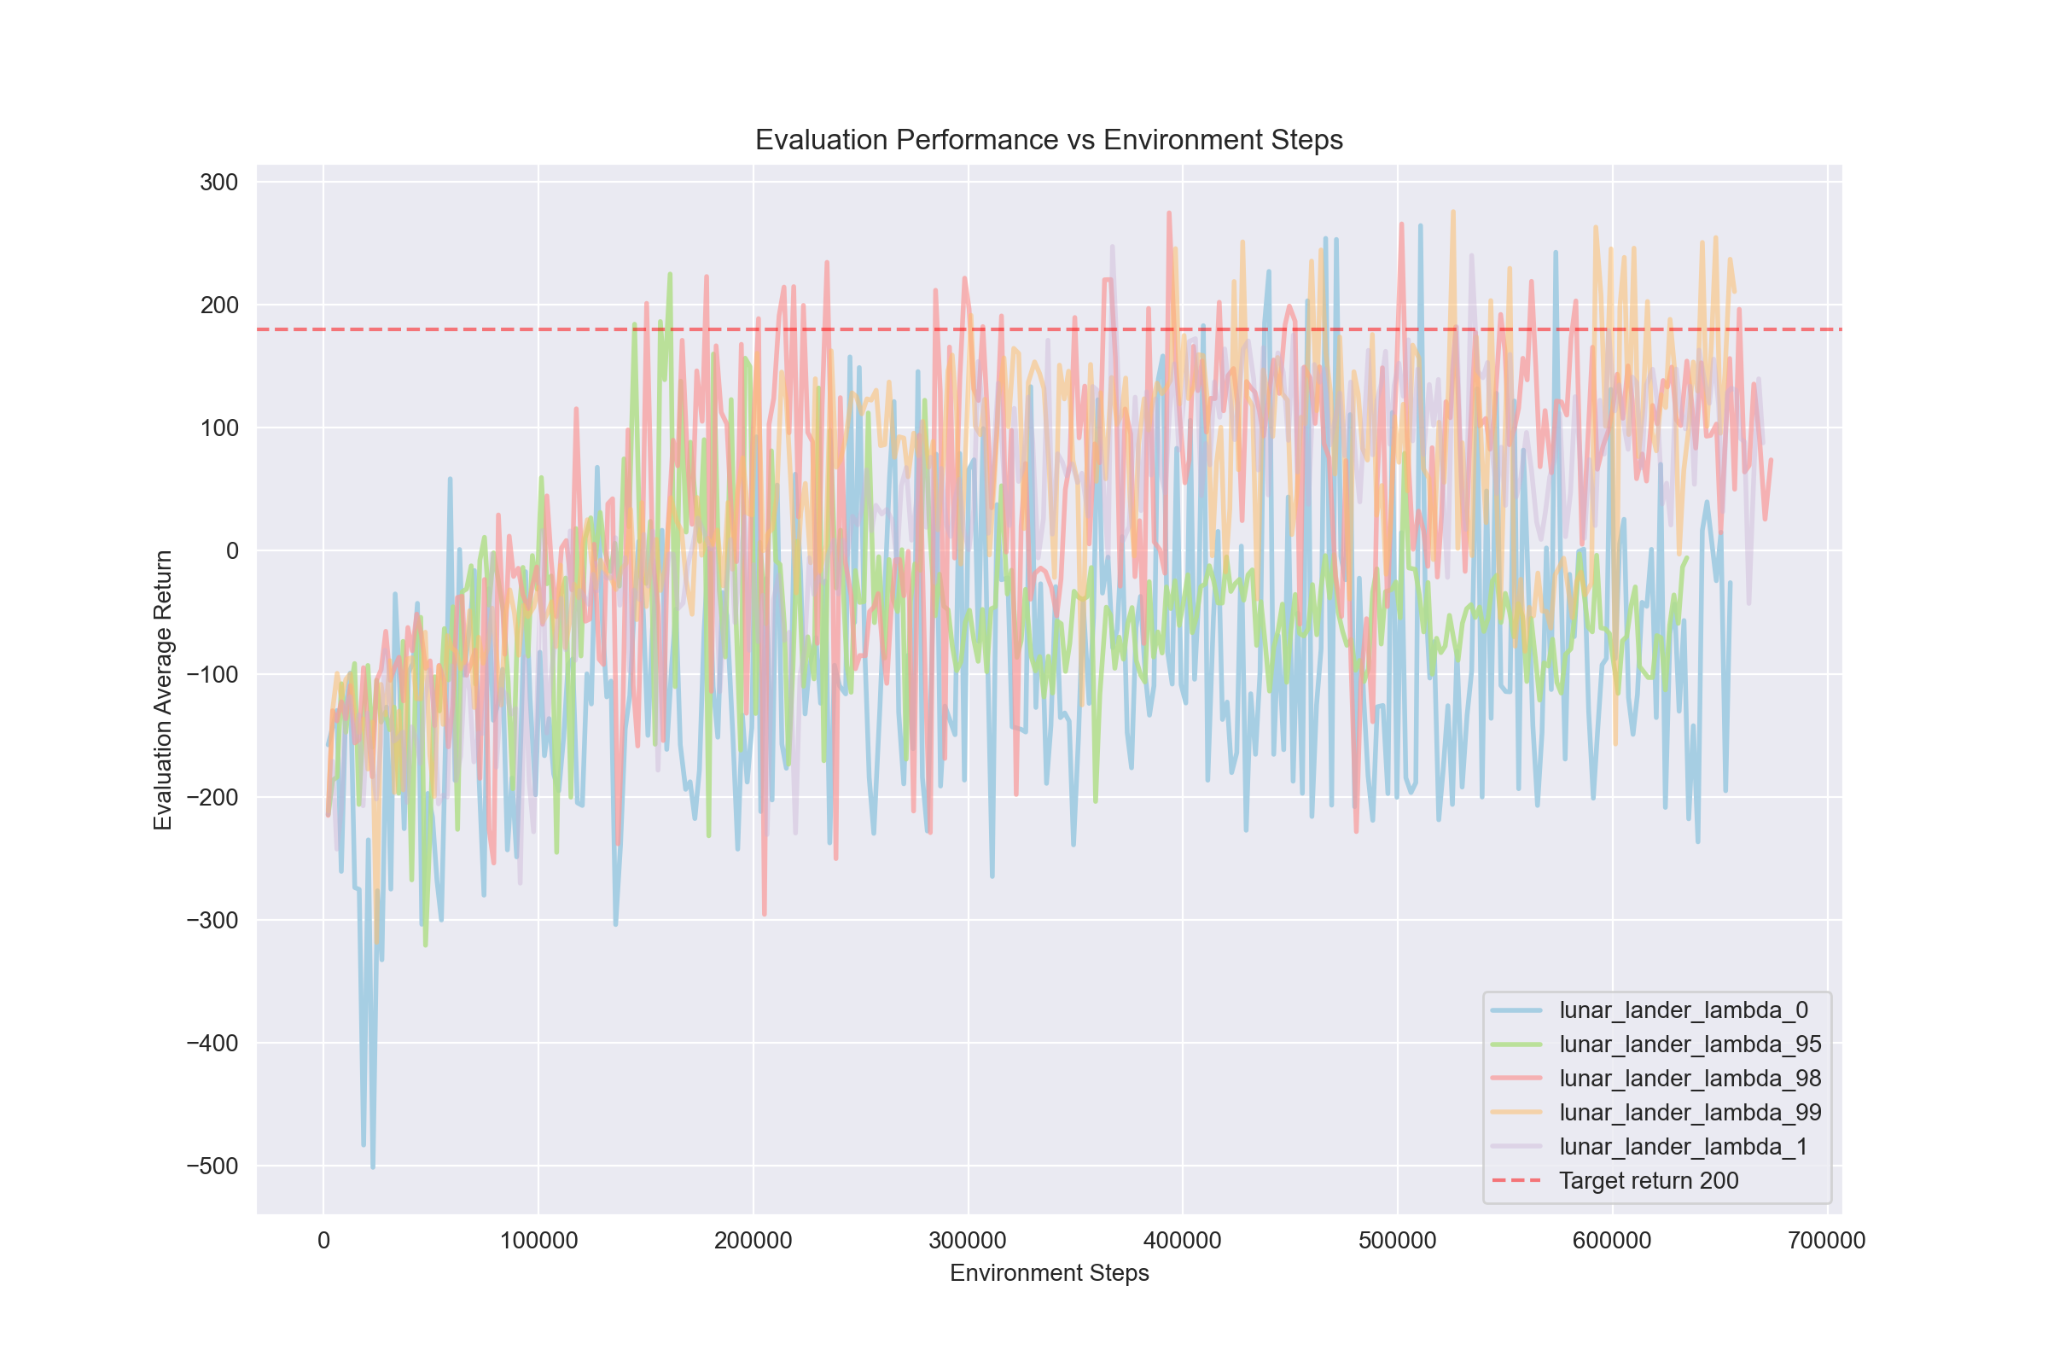 Evaluation Performance vs Environment Steps
300
200
100
0
−100
−200
−300
−400
−500
Evaluation Average Return
0
100000
200000
300000
400000
500000
600000
700000
Environment Steps
lunar_lander_lambda_0
lunar_lander_lambda_95
lunar_lander_lambda_98
lunar_lander_lambda_99
lunar_lander_lambda_1
Target return 200